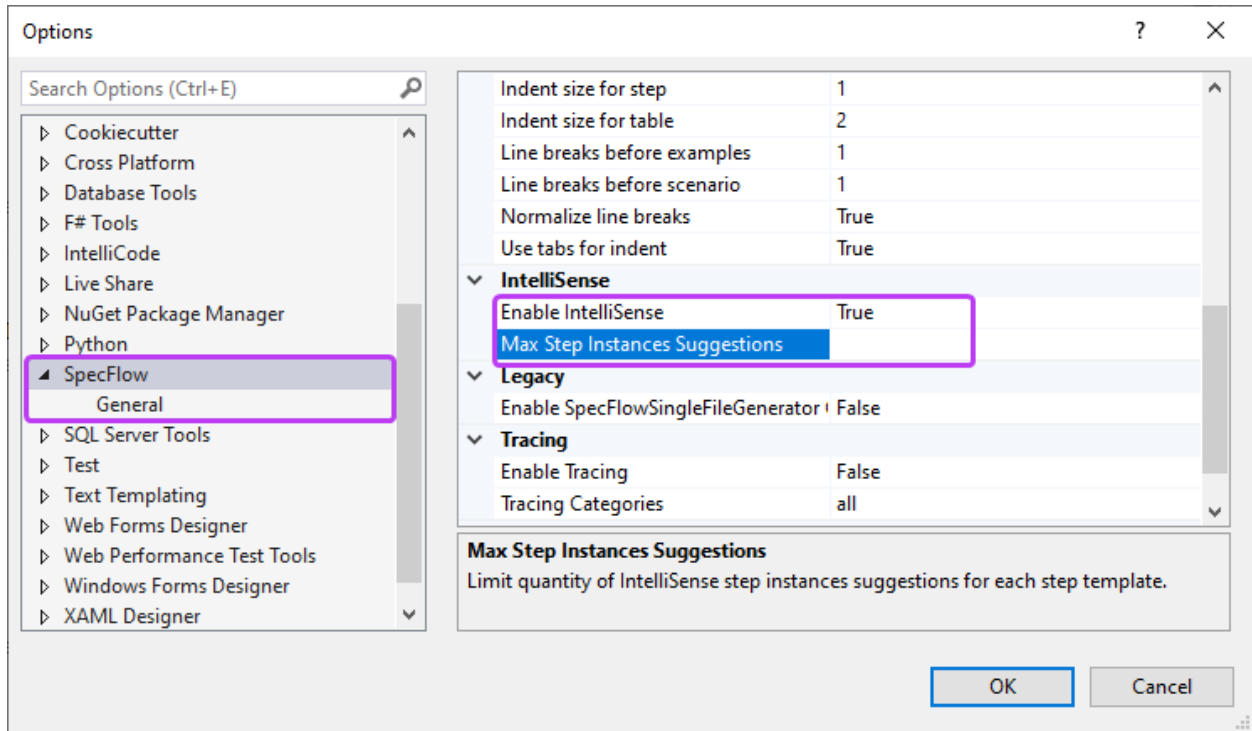 Options
?
Search Options (Ctrl+E)
Cookiecutter
Cross Platform
Database Tools
F# Tools
IntelliCode
Live Share
NuGet Package Manager
Python
SpecFlow
General
SQL Server Tools
Test
Text Templating
Web Forms Designer
Web Performance Test Tools
Windows Forms Designer
XAML Designer
Indent size for step 1
Indent size for table 2
Line breaks before examples 1
Line breaks before scenario 1
Normalize line breaks True
Use tabs for indent True
IntelliSense
Enable IntelliSense True
Max Step Instances Suggestions
Legacy
Enable SpecFlowSingleFileGenerator False
Tracing
Enable Tracing False
Tracing Categories all
Max Step Instances Suggestions
Limit quantity of IntelliSense step instances suggestions for each step template.
OK Cancel